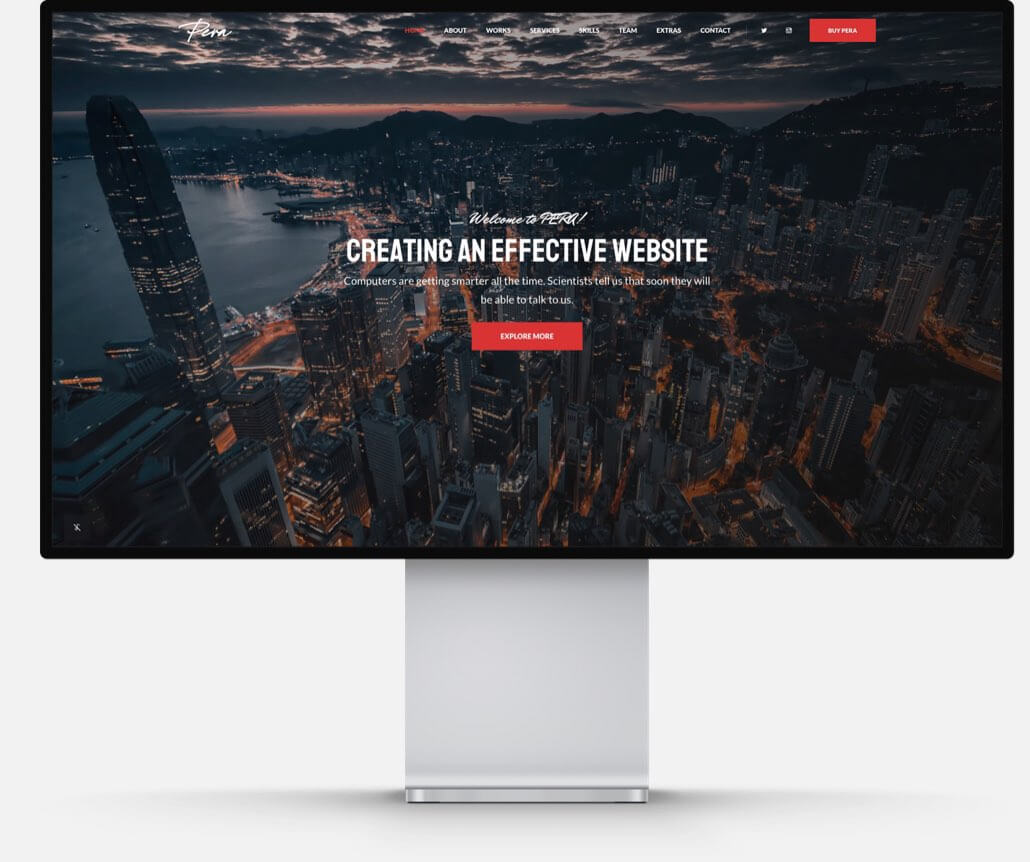 Pera
HOME ABOUT WORKS SERVICES SKILLS TEAM EXTRAS CONTACT BUY PERA
Welcome to PERA!
CREATING AN EFFECTIVE WEBSITE
Computers are getting smarter all the time. Scientists tell us that soon they will
be able to talk to us.
EXPLORE MORE